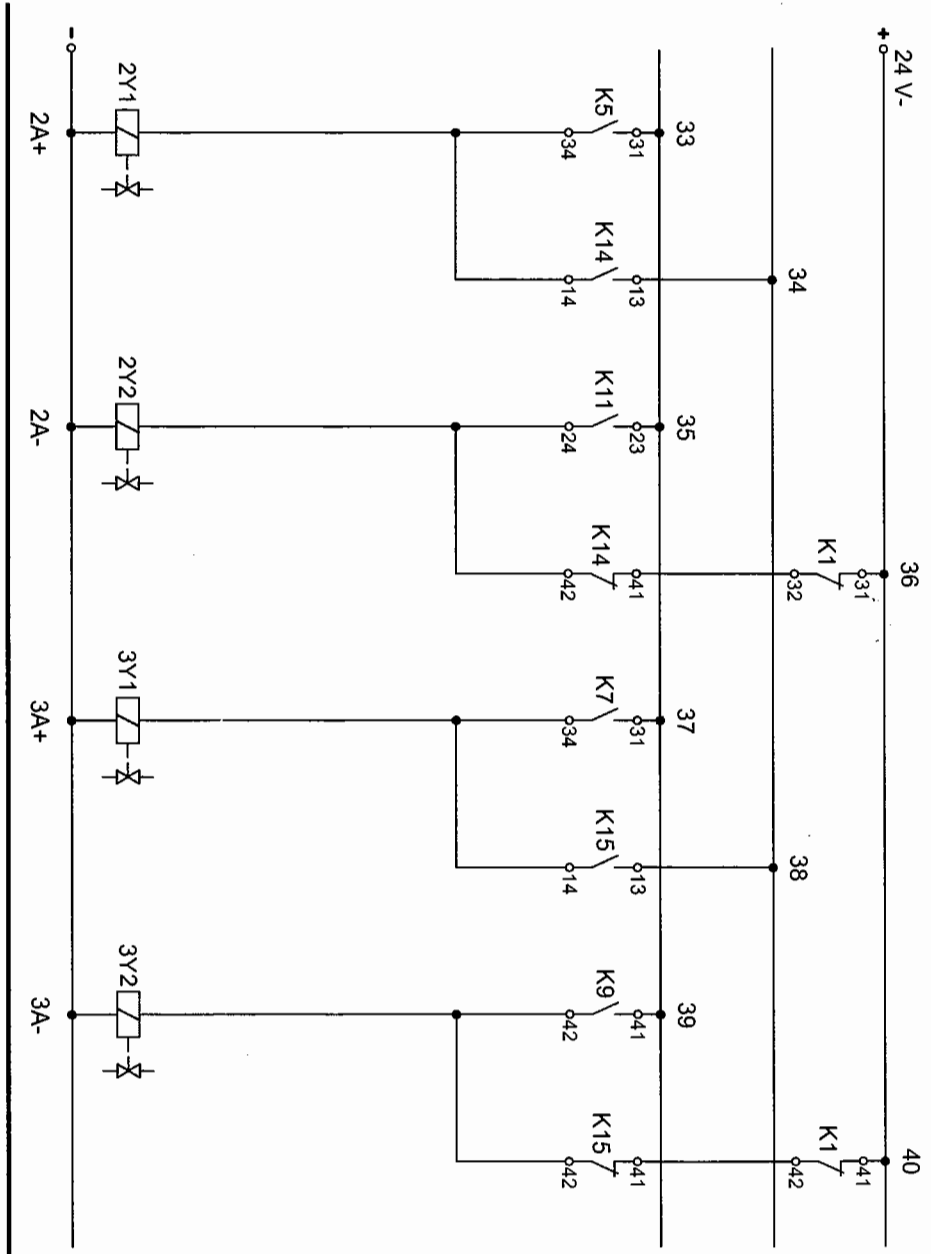 24 V- 36 40
+
31 41
K1 K1
34 38
32 42
33 35 37 39
31 13 23 41 31 13 41 41
K5 K14 K11 K14 K7 K15 K9 K15
34 14 24 42 34 14 42 42
2Y1 2Y2 3Y1 3Y2
-
2A+ 2A- 3A+ 3A-